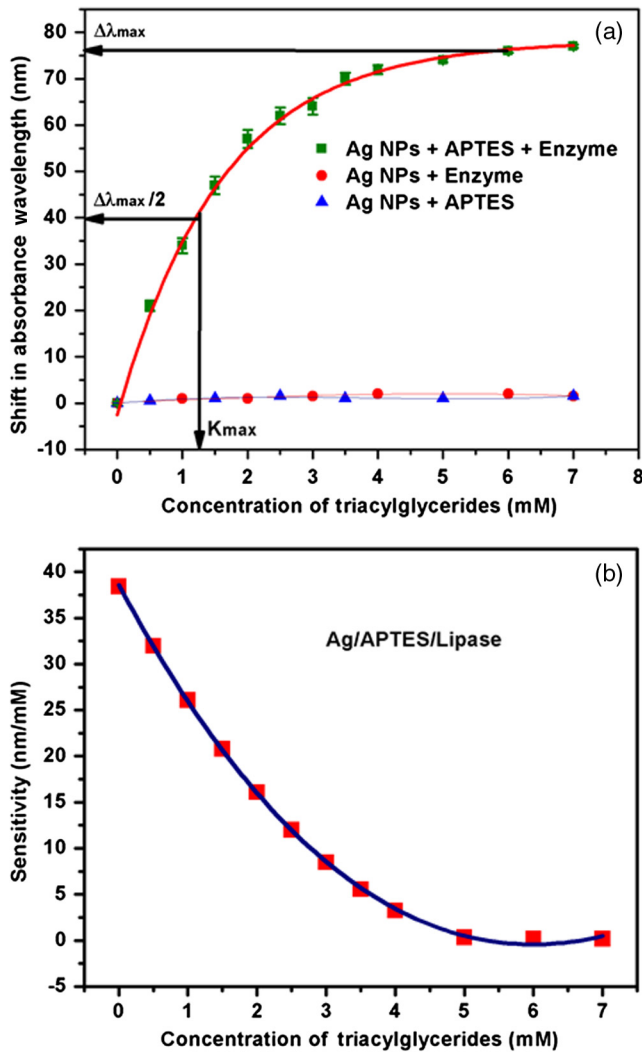 (a)
Δλmax
Δλmax/2
Kmax
Ag NPs + APTES + Enzyme
Ag NPs + Enzyme
Ag NPs + APTES
Shift in absorbance wavelength (nm)
80
70
60
50
40
30
20
10
0
-10
0 1 2 3 4 5 6 7 8
Concentration of triacylglycerides (mM)
(b)
Ag/APTES/Lipase
Sensitivity (nm/mM)
40
35
30
25
20
15
10
5
0
-5
0 1 2 3 4 5 6 7
Concentration of triacylglycerides (mM)